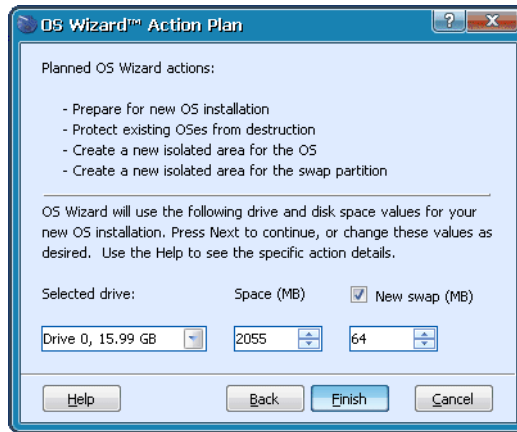 OS Wizard™ Action Plan
?
X
Planned OS Wizard actions:
- Prepare for new OS installation
- Protect existing OSes from destruction
- Create a new isolated area for the OS
- Create a new isolated area for the swap partition
OS Wizard will use the following drive and disk space values for your
new OS installation. Press Next to continue, or change these values as
desired. Use the Help to see the specific action details.
Selected drive: Space (MB) New swap (MB)
Drive 0, 15.99 GB 2055 64
Help Back Finish Cancel